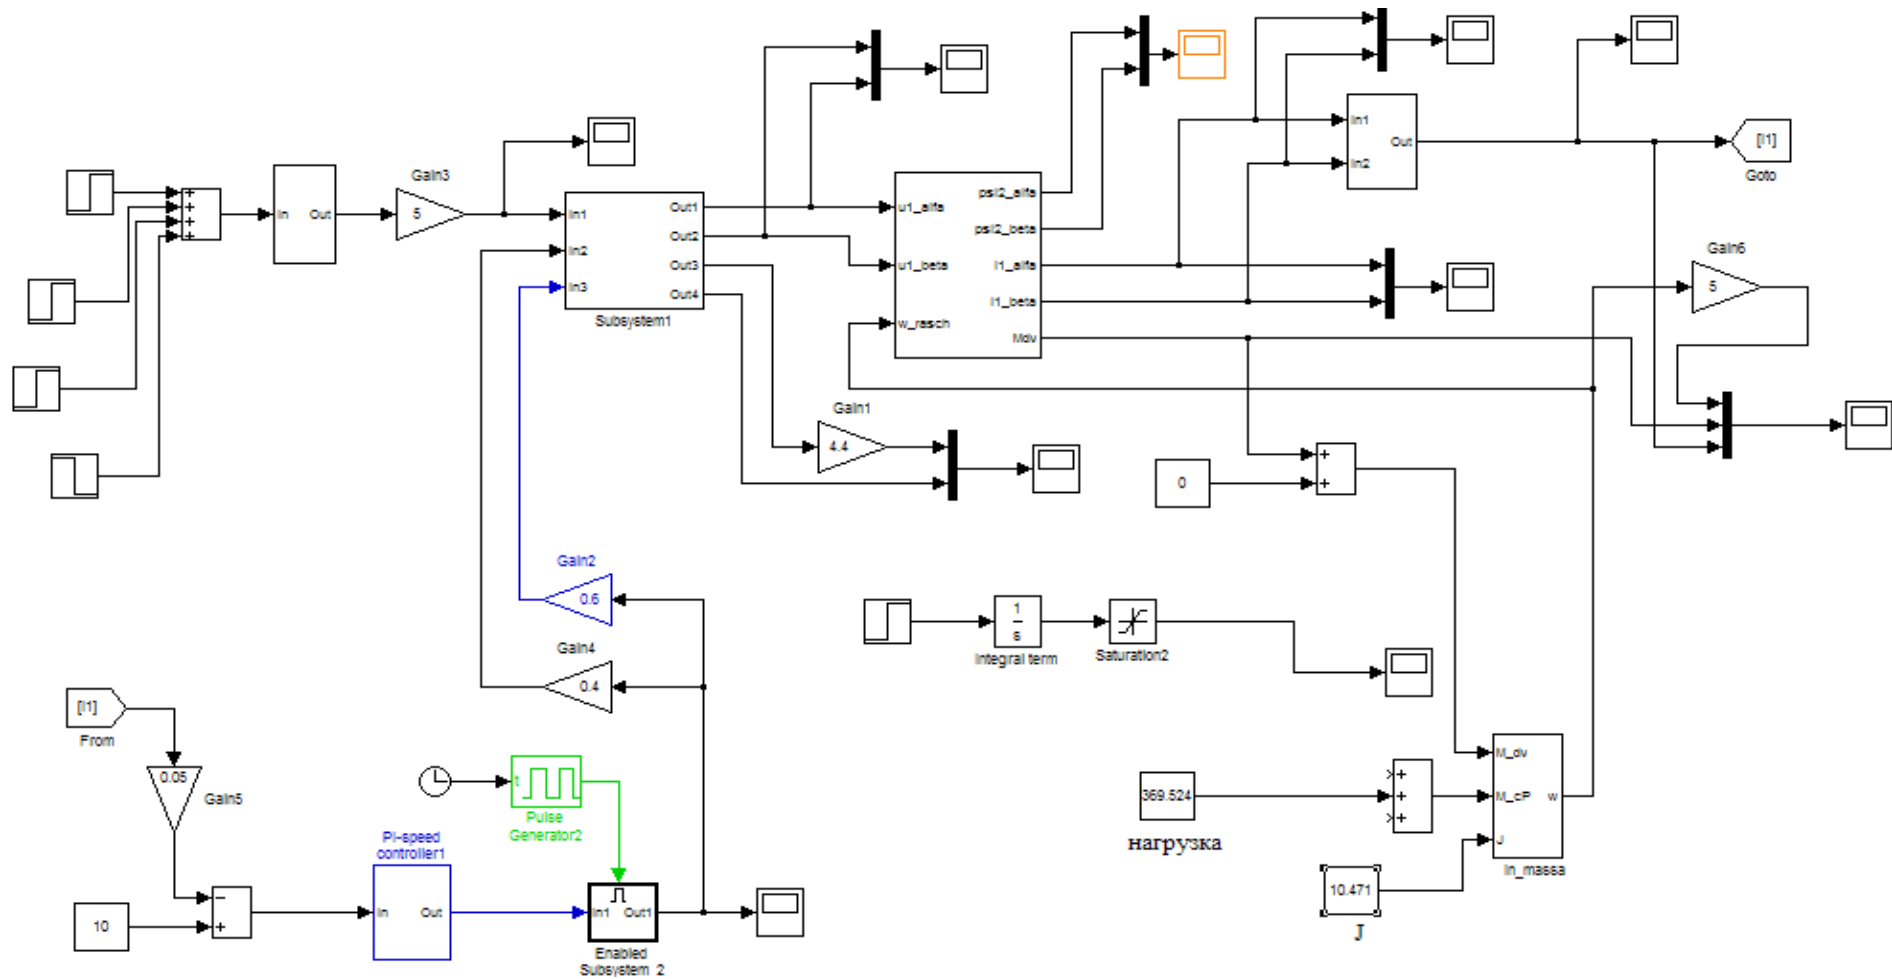 [I1]
Goto
In1
In2
Out
Gain3
5
In
Out
+
+
+
+
In1
In2
In3
Out1
Out2
Out3
Out4
Subsystem1
u1_alfa
u1_beta
w_rasch
psi2_alfa
psi2_beta
I1_alfa
I1_beta
Mdv
Gain6
5
Gain1
4.4
0
+
+
Gain2
0.6
Gain4
0.4
1
s
Integral term
Saturation2
[I1]
From
0.05
Gain5
t
Pulse
Generator2
PI-speed
controller1
In
Out
10
−
+
In1
Out1
Enabled
Subsystem 2
369.524
нагрузка
+
+
+
M_dv
M_cP
J
w
In_massa
10.471
J